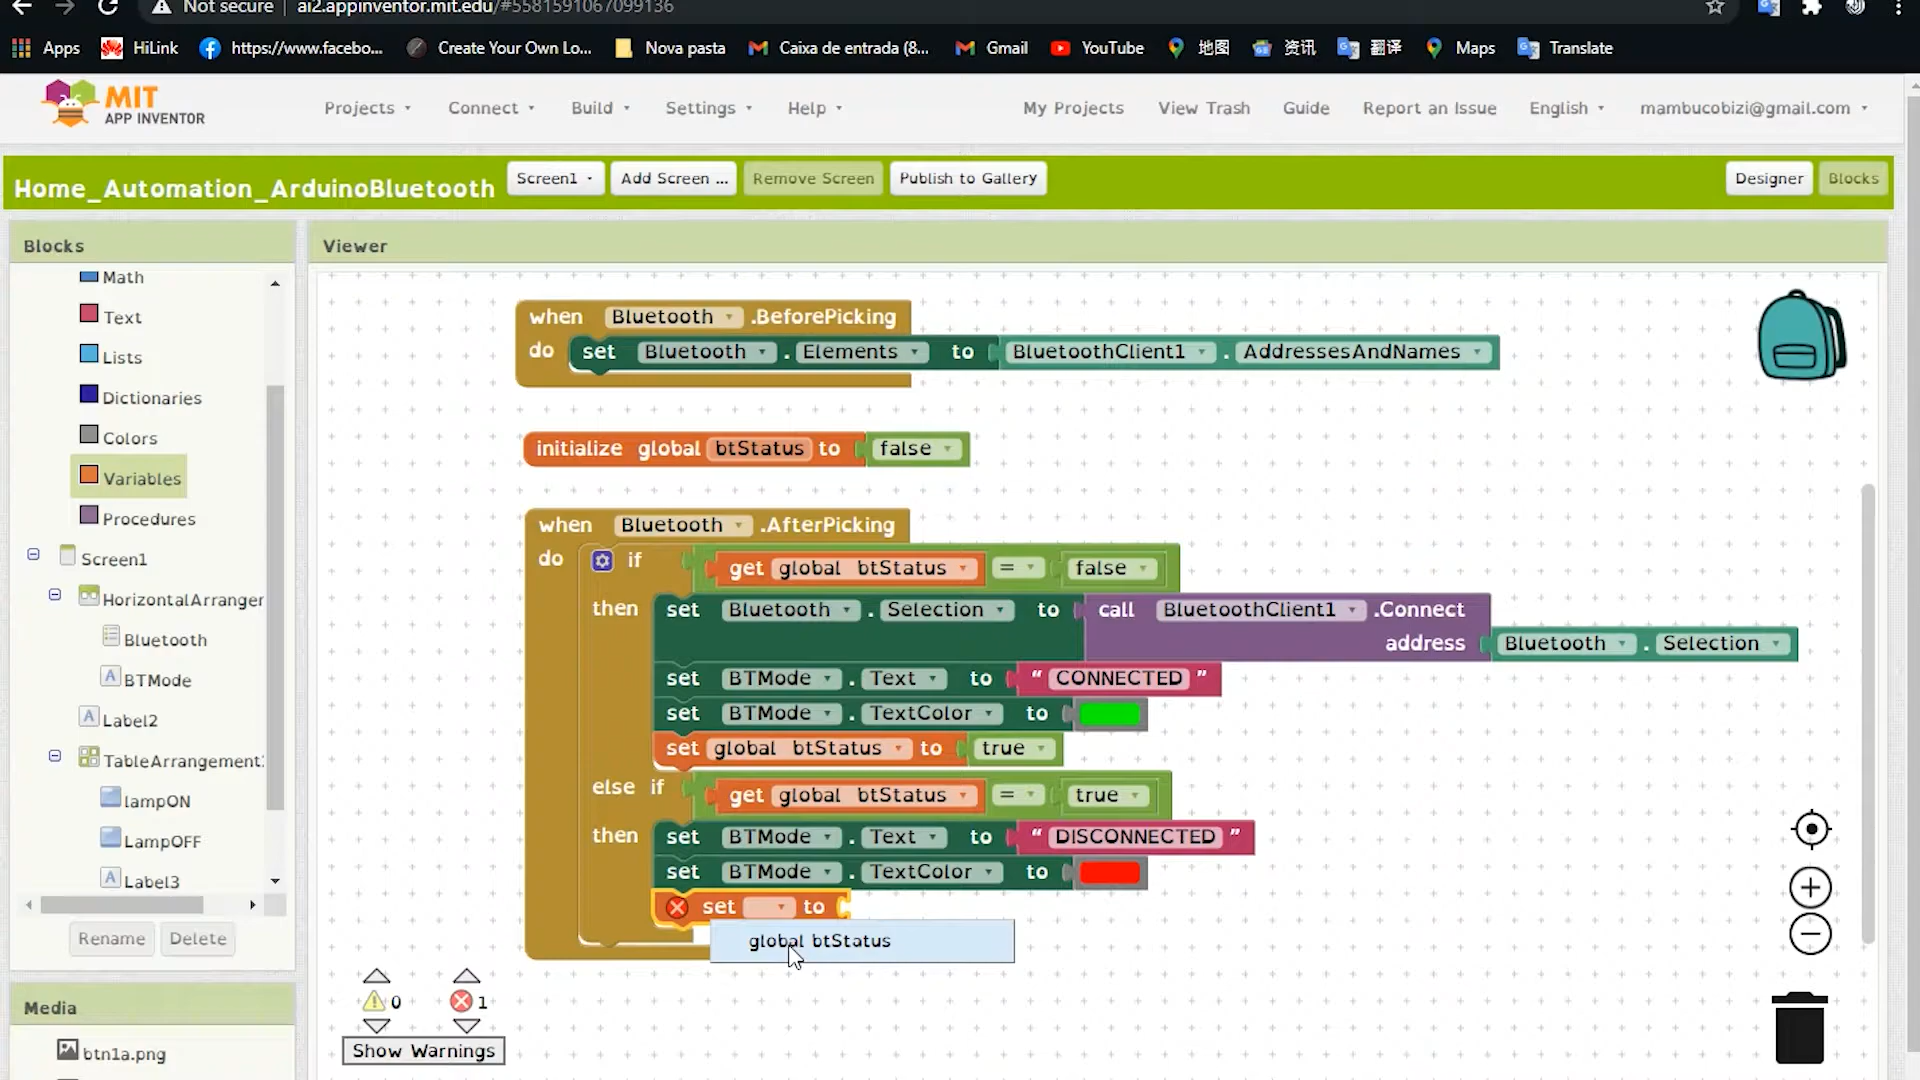 Not secure | ai2.appinventor.mit.edu/#5581591067099136
Apps HiLink https://www.facebo... Create Your Own Lo... Nova pasta Caixa de entrada (8... Gmail YouTube 地图 资讯 翻译 Maps Translate
MIT
APP INVENTOR
Projects Connect Build Settings Help My Projects View Trash Guide Report an Issue English mambucobizi@gmail.com
Home_Automation_ArduinoBluetooth Screen1 Add Screen ... Remove Screen Publish to Gallery Designer Blocks
Blocks
Math
Text
Lists
Dictionaries
Colors
Variables
Procedures
Screen1
HorizontalArranger
Bluetooth
BTMode
Label2
TableArrangement
lampON
LampOFF
Label3
Rename Delete
Media
btn1a.png
Viewer
when Bluetooth .BeforePicking
do set Bluetooth . Elements to BluetoothClient1 . AddressesAndNames
initialize global btStatus to false
when Bluetooth .AfterPicking
do if get global btStatus = false
then set Bluetooth . Selection to call BluetoothClient1 .Connect
address Bluetooth . Selection
set BTMode . Text to " CONNECTED "
set BTMode . TextColor to
set global btStatus to true
else if get global btStatus = true
then set BTMode . Text to " DISCONNECTED "
set BTMode . TextColor to
set to
global btStatus
0 1
Show Warnings